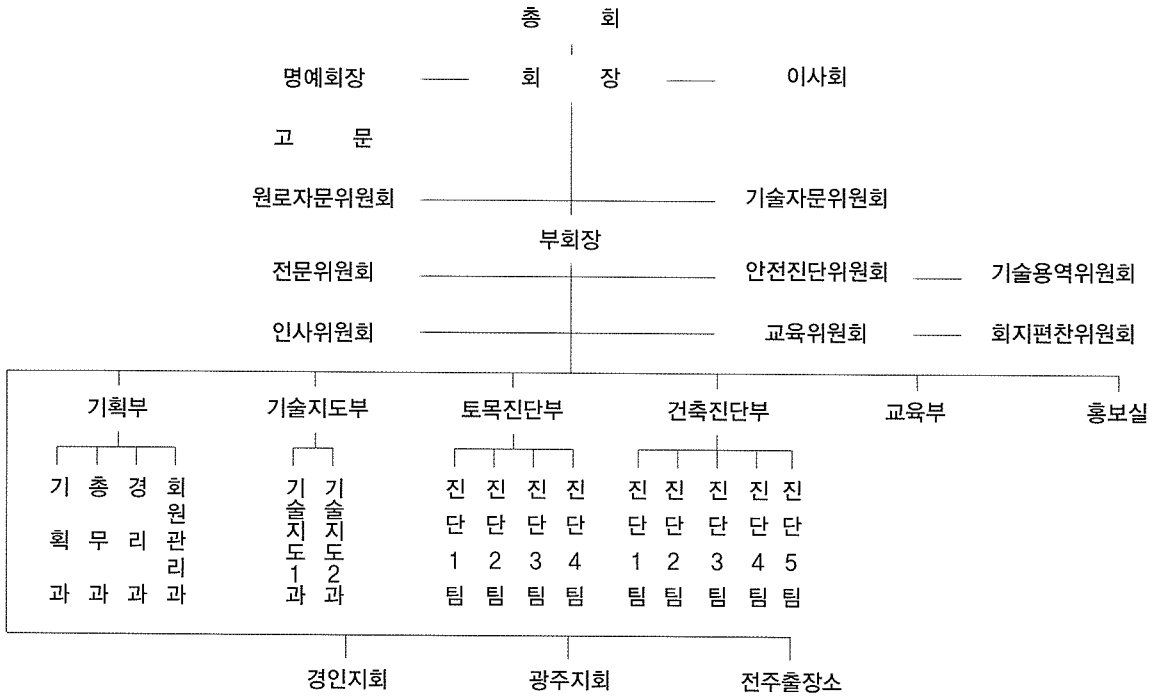 총 회
명예회장 회 장 이사회
고 문
원로자문위원회 기술자문위원회
부회장
전문위원회 안전진단위원회 기술용역위원회
인사위원회 교육위원회 회지편찬위원회
기획부 기술지도부 토목진단부 건축진단부 교육부 홍보실
기획과
총무과
경리과
회원관리과
기술지도1과
기술지도2과
진단1팀
진단2팀
진단3팀
진단4팀
진단1팀
진단2팀
진단3팀
진단4팀
진단5팀
경인지회 광주지회 전주출장소